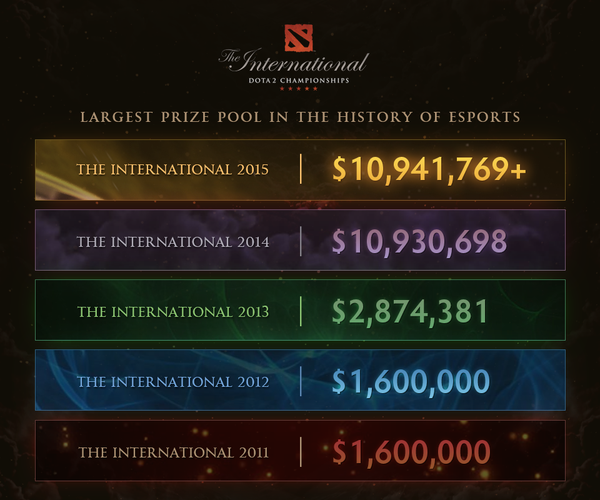 The International
DOTA 2 CHAMPIONSHIPS
LARGEST PRIZE POOL IN THE HISTORY OF ESPORTS
THE INTERNATIONAL 2015 | $10,941,769+
THE INTERNATIONAL 2014 | $10,930,698
THE INTERNATIONAL 2013 | $2,874,381
THE INTERNATIONAL 2012 | $1,600,000
THE INTERNATIONAL 2011 | $1,600,000